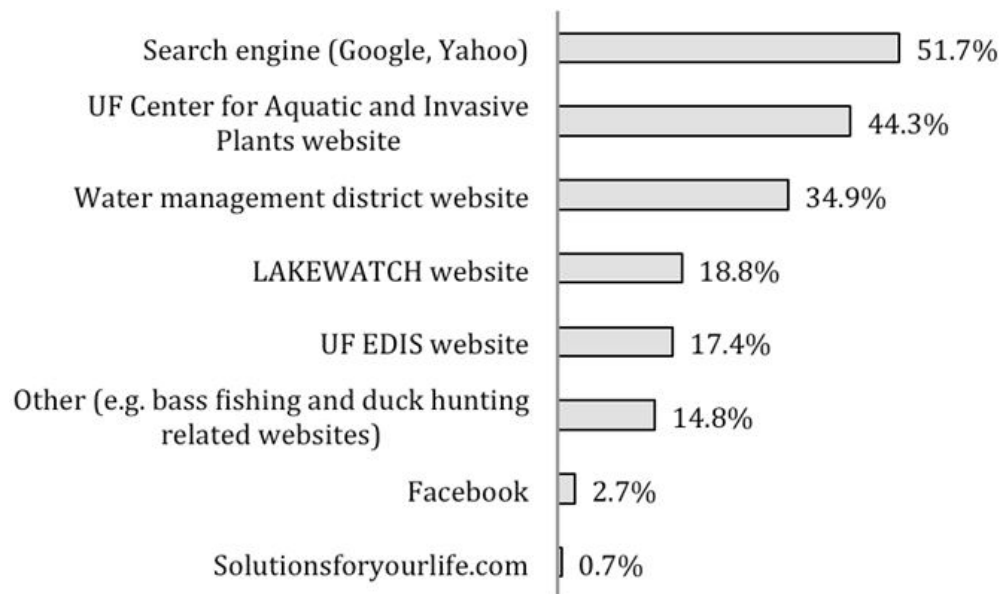 Search engine (Google, Yahoo)
51.7%
UF Center for Aquatic and Invasive
Plants website
44.3%
Water management district website
34.9%
LAKEWATCH website
18.8%
UF EDIS website
17.4%
Other (e.g. bass fishing and duck hunting
related websites)
14.8%
Facebook
2.7%
Solutionsforyourlife.com
0.7%